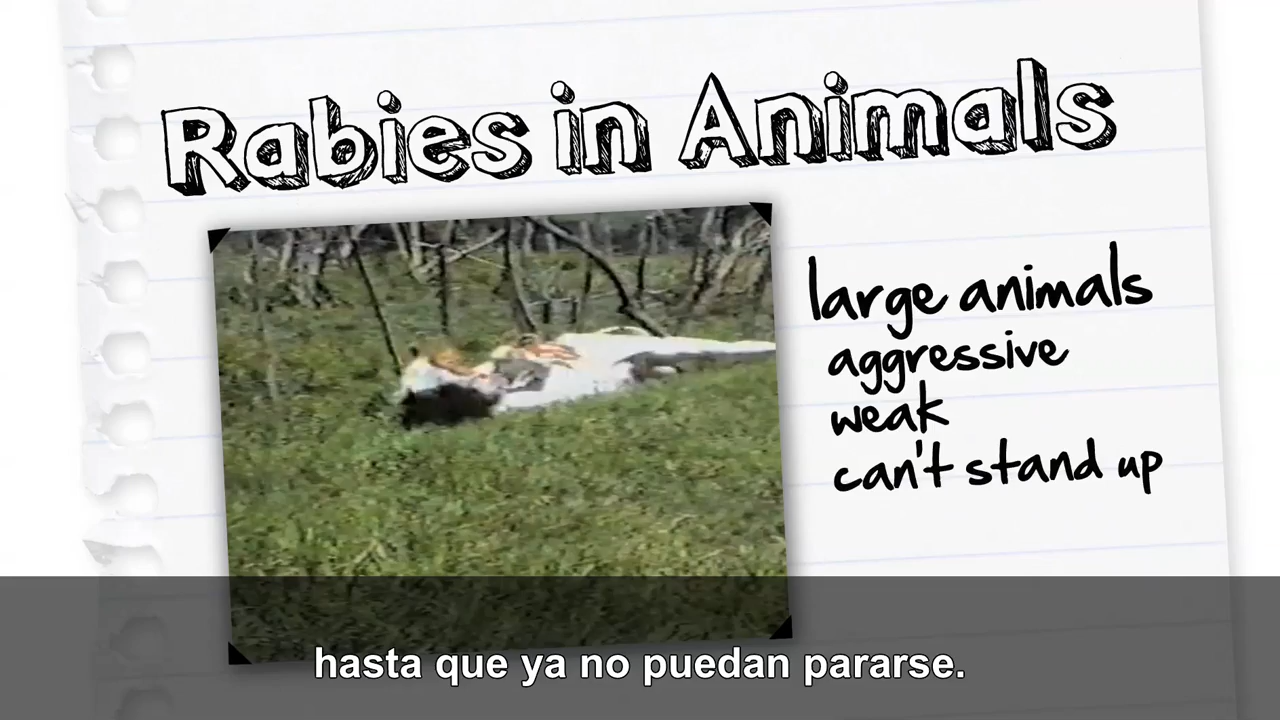 Rabies in Animals
large animals
aggressive
weak
can't stand up
hasta que ya no puedan pararse.